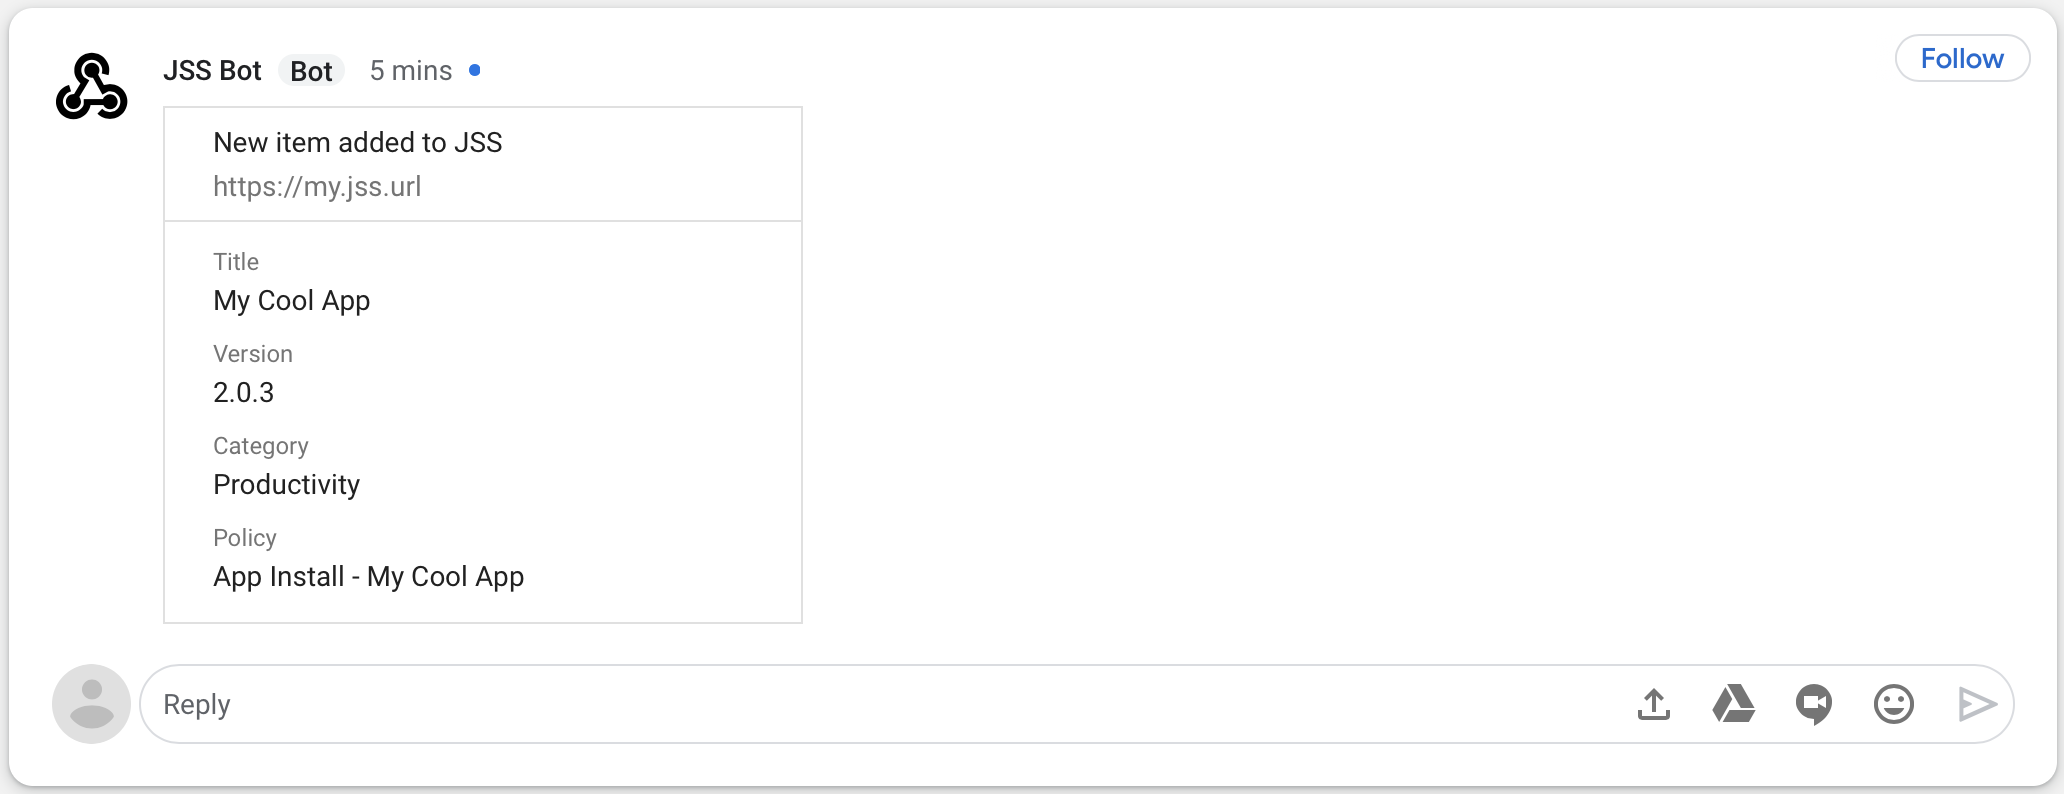 JSS Bot Bot 5 mins
Follow
New item added to JSS
https://my.jss.url
Title
My Cool App
Version
2.0.3
Category
Productivity
Policy
App Install - My Cool App
Reply